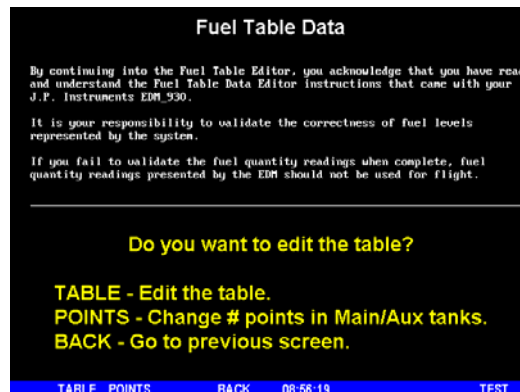 Fuel Table Data
By continuing into the Fuel Table Editor, you acknowledge that you have read
and understand the Fuel Table Data Editor instructions that came with your
J.P. Instruments EDM_930.
It is your responsibility to validate the correctness of fuel levels
represented by the system.
If you fail to validate the fuel quantity readings when complete, fuel
quantity readings presented by the EDM should not be used for flight.
Do you want to edit the table?
TABLE - Edit the table.
POINTS - Change # points in Main/Aux tanks.
BACK - Go to previous screen.
TABLE POINTS BACK 08:56:19 TEST